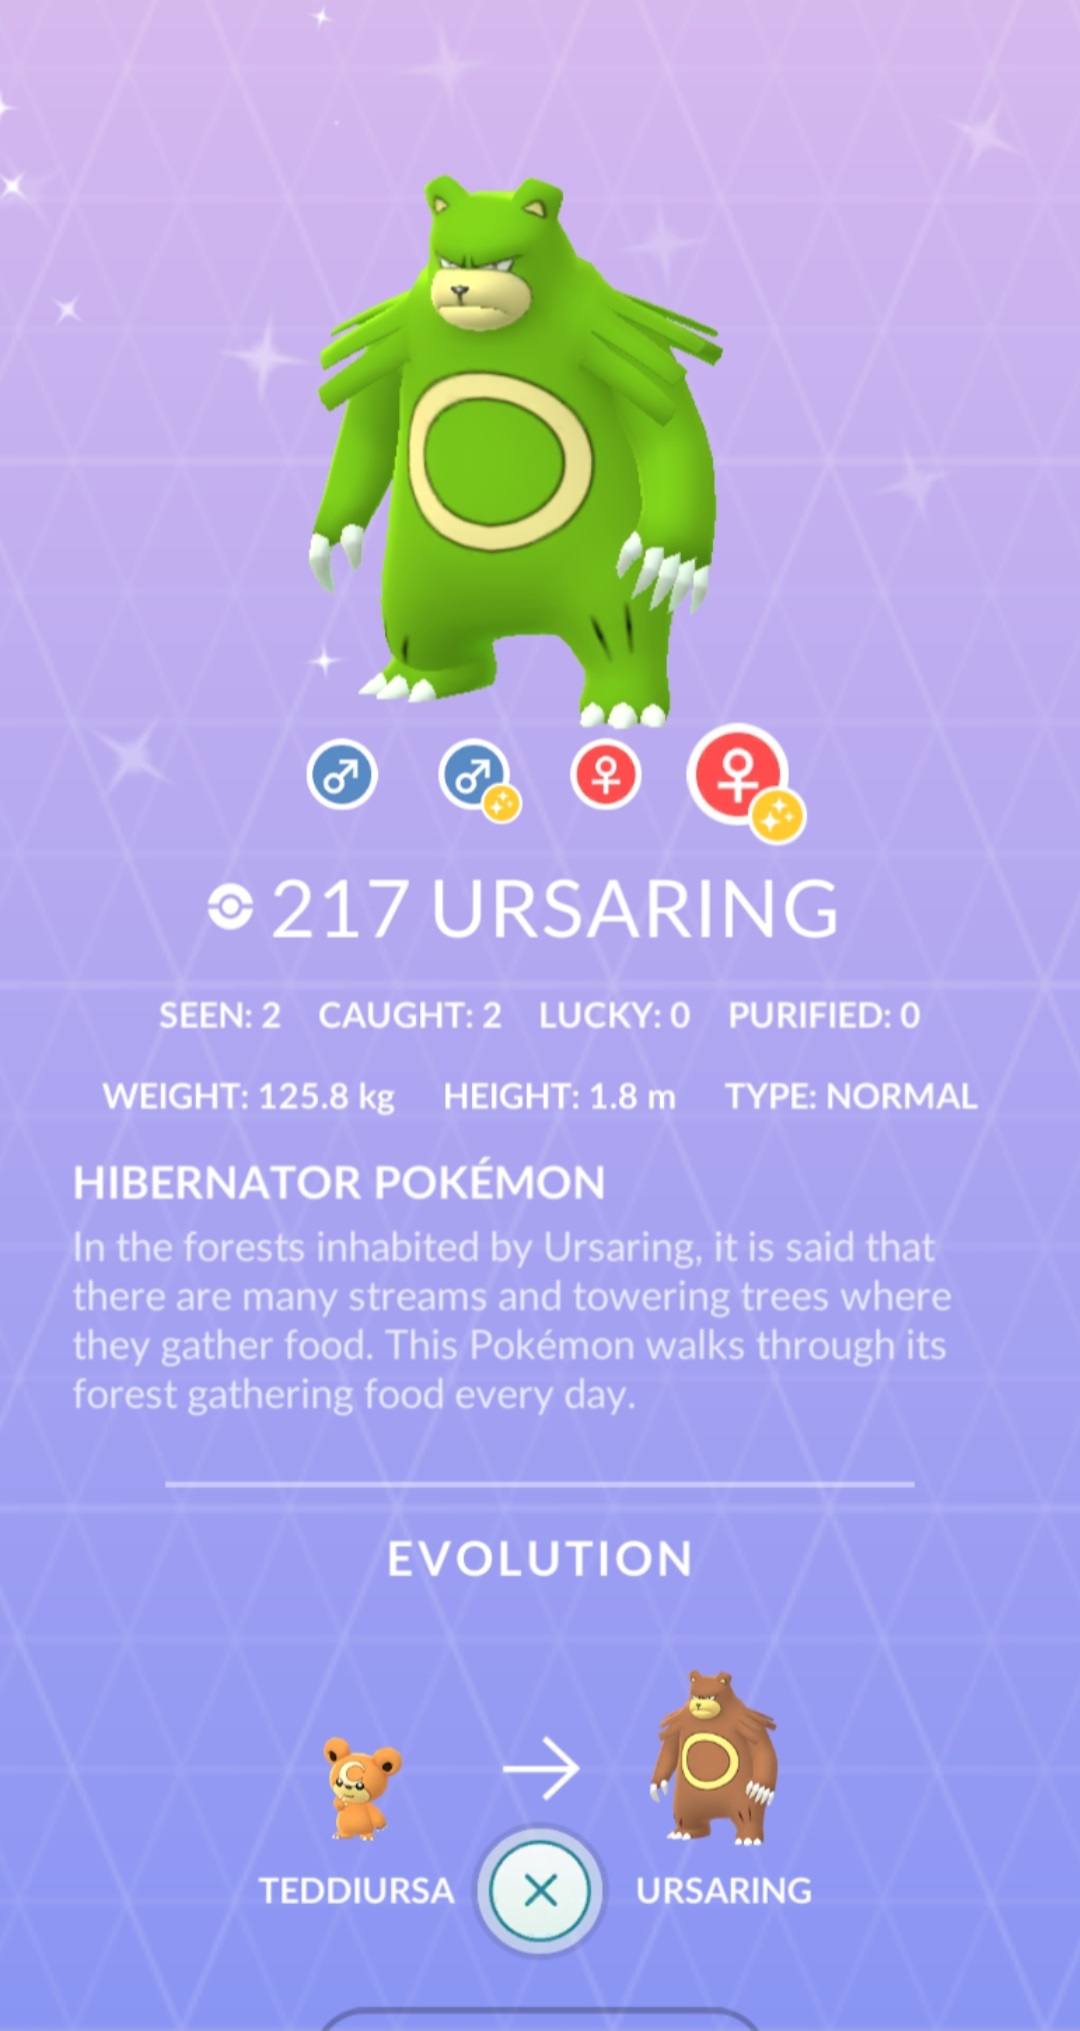 217 URSARING
SEEN: 2 CAUGHT: 2 LUCKY: 0 PURIFIED: 0
WEIGHT: 125.8 kg HEIGHT: 1.8 m TYPE: NORMAL
HIBERNATOR POKÉMON
In the forests inhabited by Ursaring, it is said that
there are many streams and towering trees where
they gather food. This Pokémon walks through its
forest gathering food every day.
EVOLUTION
TEDDIURSA URSARING